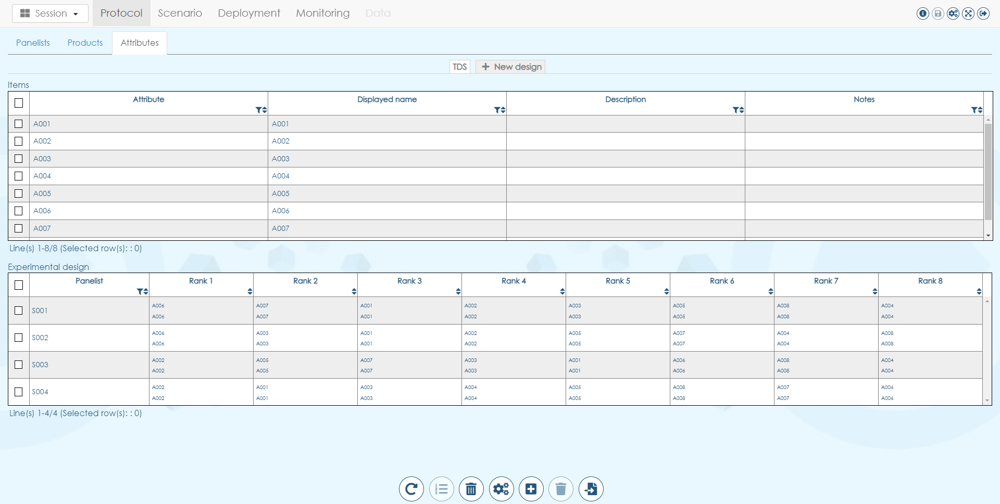 Session Protocol Scenario Deployment Monitoring Data
Panelists Products Attributes
TDS New design
Items
Attribute Displayed name Description Notes
A001 A001
A002 A002
A003 A003
A004 A004
A005 A005
A006 A006
A007 A007
Line(s) 1-8/8 (Selected row(s): : 0)
Experimental design
Panelist Rank 1 Rank 2 Rank 3 Rank 4 Rank 5 Rank 6 Rank 7 Rank 8
A006 A007 A001 A002 A003 A005 A008 A004
S001
A006 A007 A001 A002 A003 A005 A008 A004
A006 A003 A001 A002 A005 A007 A004 A008
S002
A006 A003 A001 A002 A005 A007 A004 A008
A002 A005 A007 A003 A001 A006 A008 A004
S003
A002 A005 A007 A003 A001 A006 A008 A004
A002 A001 A003 A004 A005 A008 A007 A006
S004
A002 A001 A003 A004 A005 A008 A007 A006
Line(s) 1-4/4 (Selected row(s): : 0)